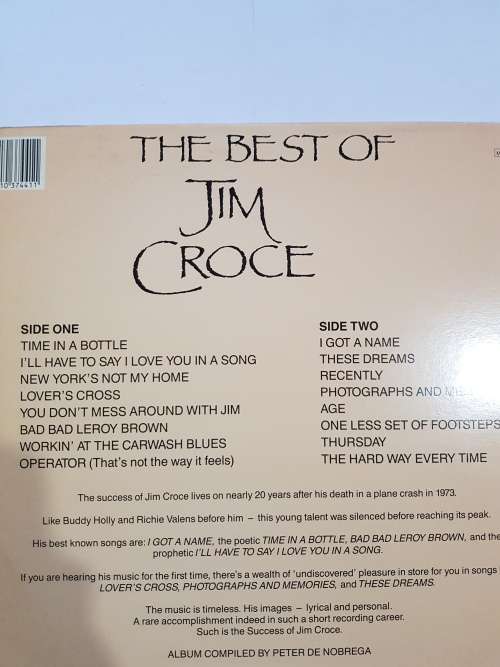 THE BEST OF
JIM
CROCE
SIDE ONE
TIME IN A BOTTLE
I'LL HAVE TO SAY I LOVE YOU IN A SONG
NEW YORK'S NOT MY HOME
LOVER'S CROSS
YOU DON'T MESS AROUND WITH JIM
BAD BAD LEROY BROWN
WORKIN' AT THE CARWASH BLUES
OPERATOR (That's not the way it feels)
SIDE TWO
I GOT A NAME
THESE DREAMS
RECENTLY
PHOTOGRAPHS AND
AGE
ONE LESS SET OF FOOTSTEPS
THURSDAY
THE HARD WAY EVERY TIME
The success of Jim Croce lives on nearly 20 years after his death in a plane crash in 1973.
Like Buddy Holly and Richie Valens before him – this young talent was silenced before reaching its peak.
His best known songs are: I GOT A NAME, the poetic TIME IN A BOTTLE, BAD BAD LEROY BROWN, and the
prophetic I'LL HAVE TO SAY I LOVE YOU IN A SONG.
If you are hearing his music for the first time, there's a wealth of 'undiscovered' pleasure in store for you in songs
LOVER'S CROSS, PHOTOGRAPHS AND MEMORIES, and THESE DREAMS.
The music is timeless. His images – lyrical and personal.
A rare accomplishment indeed in such a short recording career.
Such is the Success of Jim Croce.
ALBUM COMPILED BY PETER DE NOBREGA